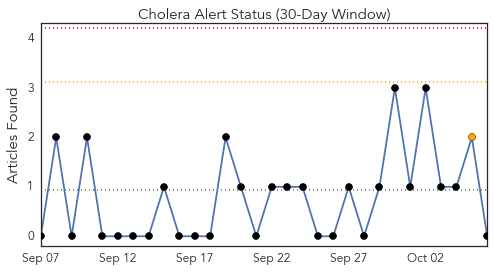 Cholera Alert Status (30-Day Window)
Articles Found
4
3
2
1
0
Sep 07 Sep 12 Sep 17 Sep 22 Sep 27 Oct 02